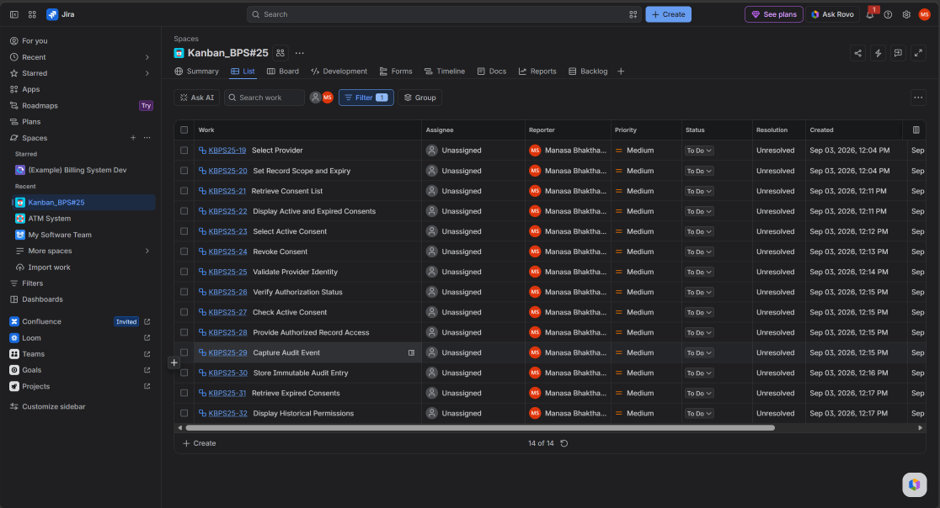 Jira
Search
+ Create
See plans
Ask Rovo
1
MS
For you
Recent
Starred
Apps
Roadmaps Try
Plans
Spaces
Starred
(Example) Billing System Dev
Recent
Kanban_BPS#25
ATM System
My Software Team
More spaces
Import work
Filters
Dashboards
Confluence Invited
Loom
Teams
Goals
Projects
Customize sidebar
Spaces
Kanban_BPS#25
Summary List Board Development Forms Timeline Docs Reports Backlog
Ask AI Search work MS Filter 1 Group
Work Assignee Reporter Priority Status Resolution Created
KBPS25-19 Select Provider Unassigned MS Manasa Bhaktha... Medium To Do Unresolved Sep 03, 2026, 12:04 PM Sep
KBPS25-20 Set Record Scope and Expiry Unassigned MS Manasa Bhaktha... Medium To Do Unresolved Sep 03, 2026, 12:04 PM Sep
KBPS25-21 Retrieve Consent List Unassigned MS Manasa Bhaktha... Medium To Do Unresolved Sep 03, 2026, 12:11 PM Sep
KBPS25-22 Display Active and Expired Consents Unassigned MS Manasa Bhaktha... Medium To Do Unresolved Sep 03, 2026, 12:11 PM Sep
KBPS25-23 Select Active Consent Unassigned MS Manasa Bhaktha... Medium To Do Unresolved Sep 03, 2026, 12:12 PM Sep
KBPS25-24 Revoke Consent Unassigned MS Manasa Bhaktha... Medium To Do Unresolved Sep 03, 2026, 12:13 PM Sep
KBPS25-25 Validate Provider Identity Unassigned MS Manasa Bhaktha... Medium To Do Unresolved Sep 03, 2026, 12:14 PM Sep
KBPS25-26 Verify Authorization Status Unassigned MS Manasa Bhaktha... Medium To Do Unresolved Sep 03, 2026, 12:15 PM Sep
KBPS25-27 Check Active Consent Unassigned MS Manasa Bhaktha... Medium To Do Unresolved Sep 03, 2026, 12:15 PM Sep
KBPS25-28 Provide Authorized Record Access Unassigned MS Manasa Bhaktha... Medium To Do Unresolved Sep 03, 2026, 12:15 PM Sep
KBPS25-29 Capture Audit Event Unassigned MS Manasa Bhaktha... Medium To Do Unresolved Sep 03, 2026, 12:15 PM Sep
KBPS25-30 Store Immutable Audit Entry Unassigned MS Manasa Bhaktha... Medium To Do Unresolved Sep 03, 2026, 12:16 PM Sep
KBPS25-31 Retrieve Expired Consents Unassigned MS Manasa Bhaktha... Medium To Do Unresolved Sep 03, 2026, 12:17 PM Sep
KBPS25-32 Display Historical Permissions Unassigned MS Manasa Bhaktha... Medium To Do Unresolved Sep 03, 2026, 12:17 PM Sep
+ Create 14 of 14